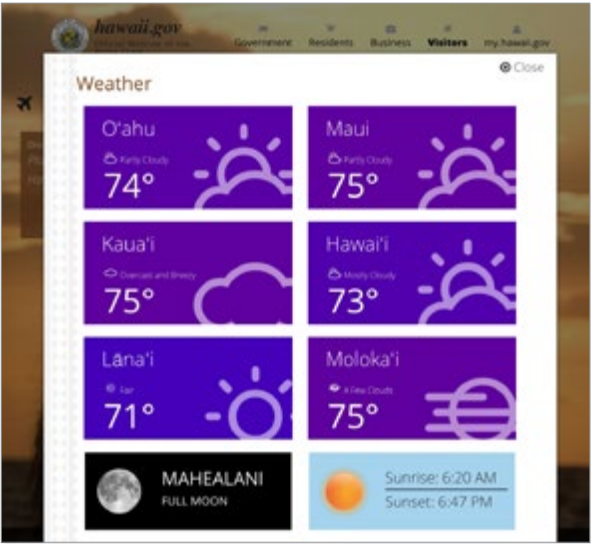 hawaii.gov
Government Residents Business Visitors my.hawaii.gov
Close
Weather
O'ahu
Partly Cloudy
74°
Maui
Partly Cloudy
75°
Kaua'i
Overcast and Breezy
75°
Hawai'i
Mostly Cloudy
73°
Lāna'i
Fair
71°
Moloka'i
A Few Clouds
75°
MAHEALANI
FULL MOON
Sunrise: 6:20 AM
Sunset: 6:47 PM